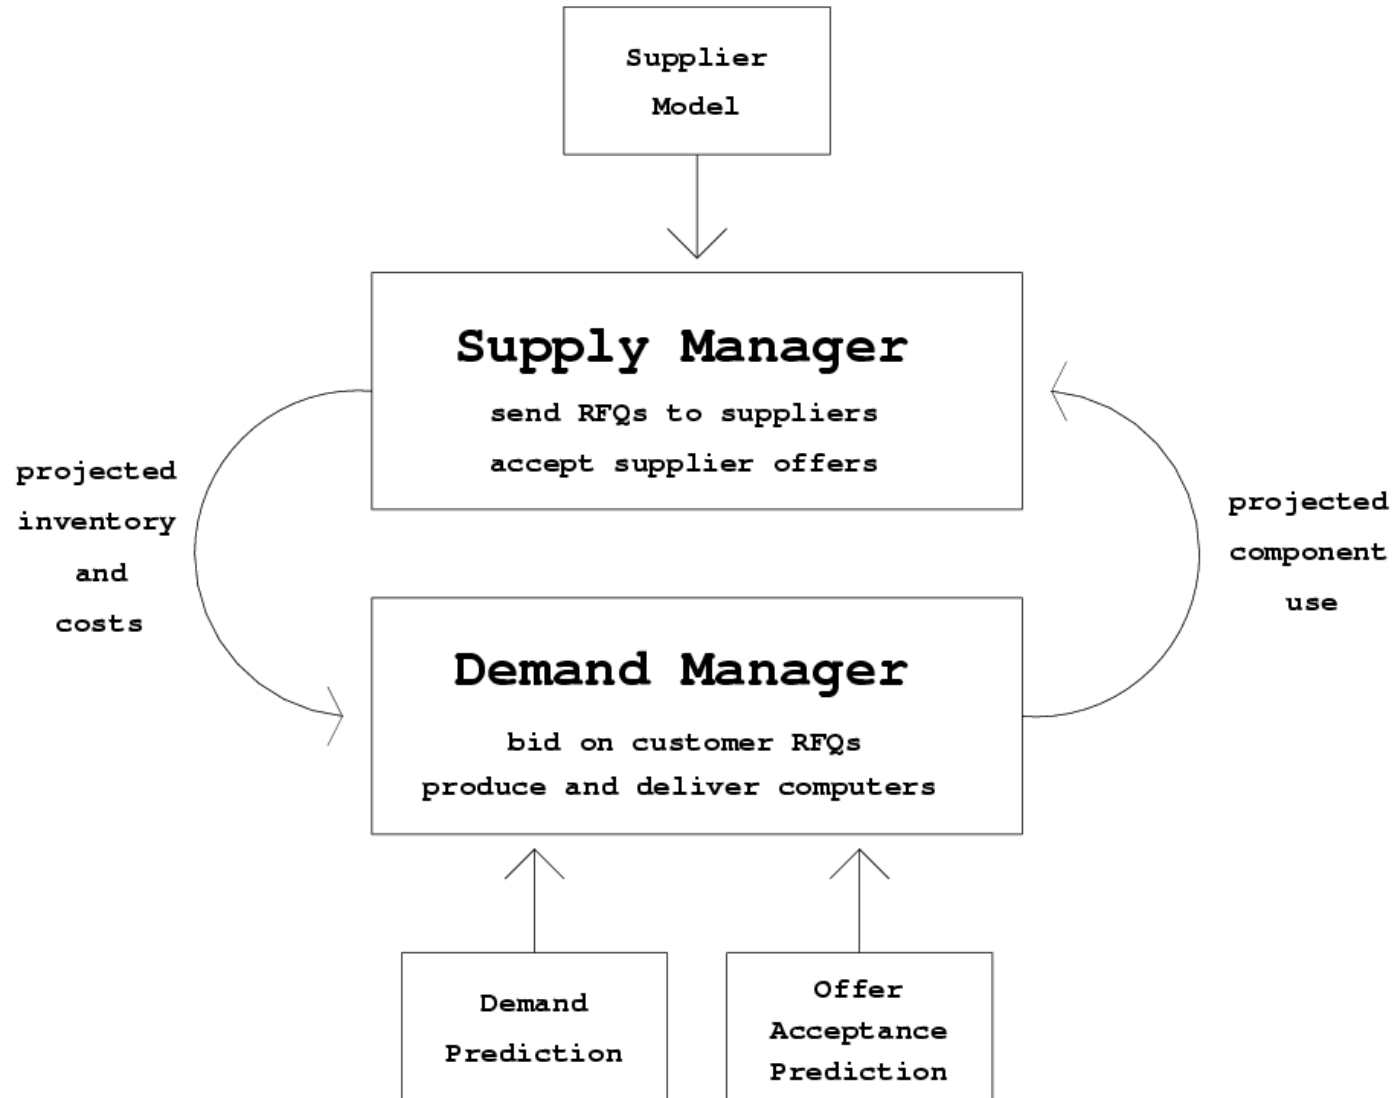 Supplier
Model
Supply Manager
send RFQs to suppliers
accept supplier offers
projected
inventory
and
costs
projected
component
use
Demand Manager
bid on customer RFQs
produce and deliver computers
Demand
Prediction
Offer
Acceptance
Prediction